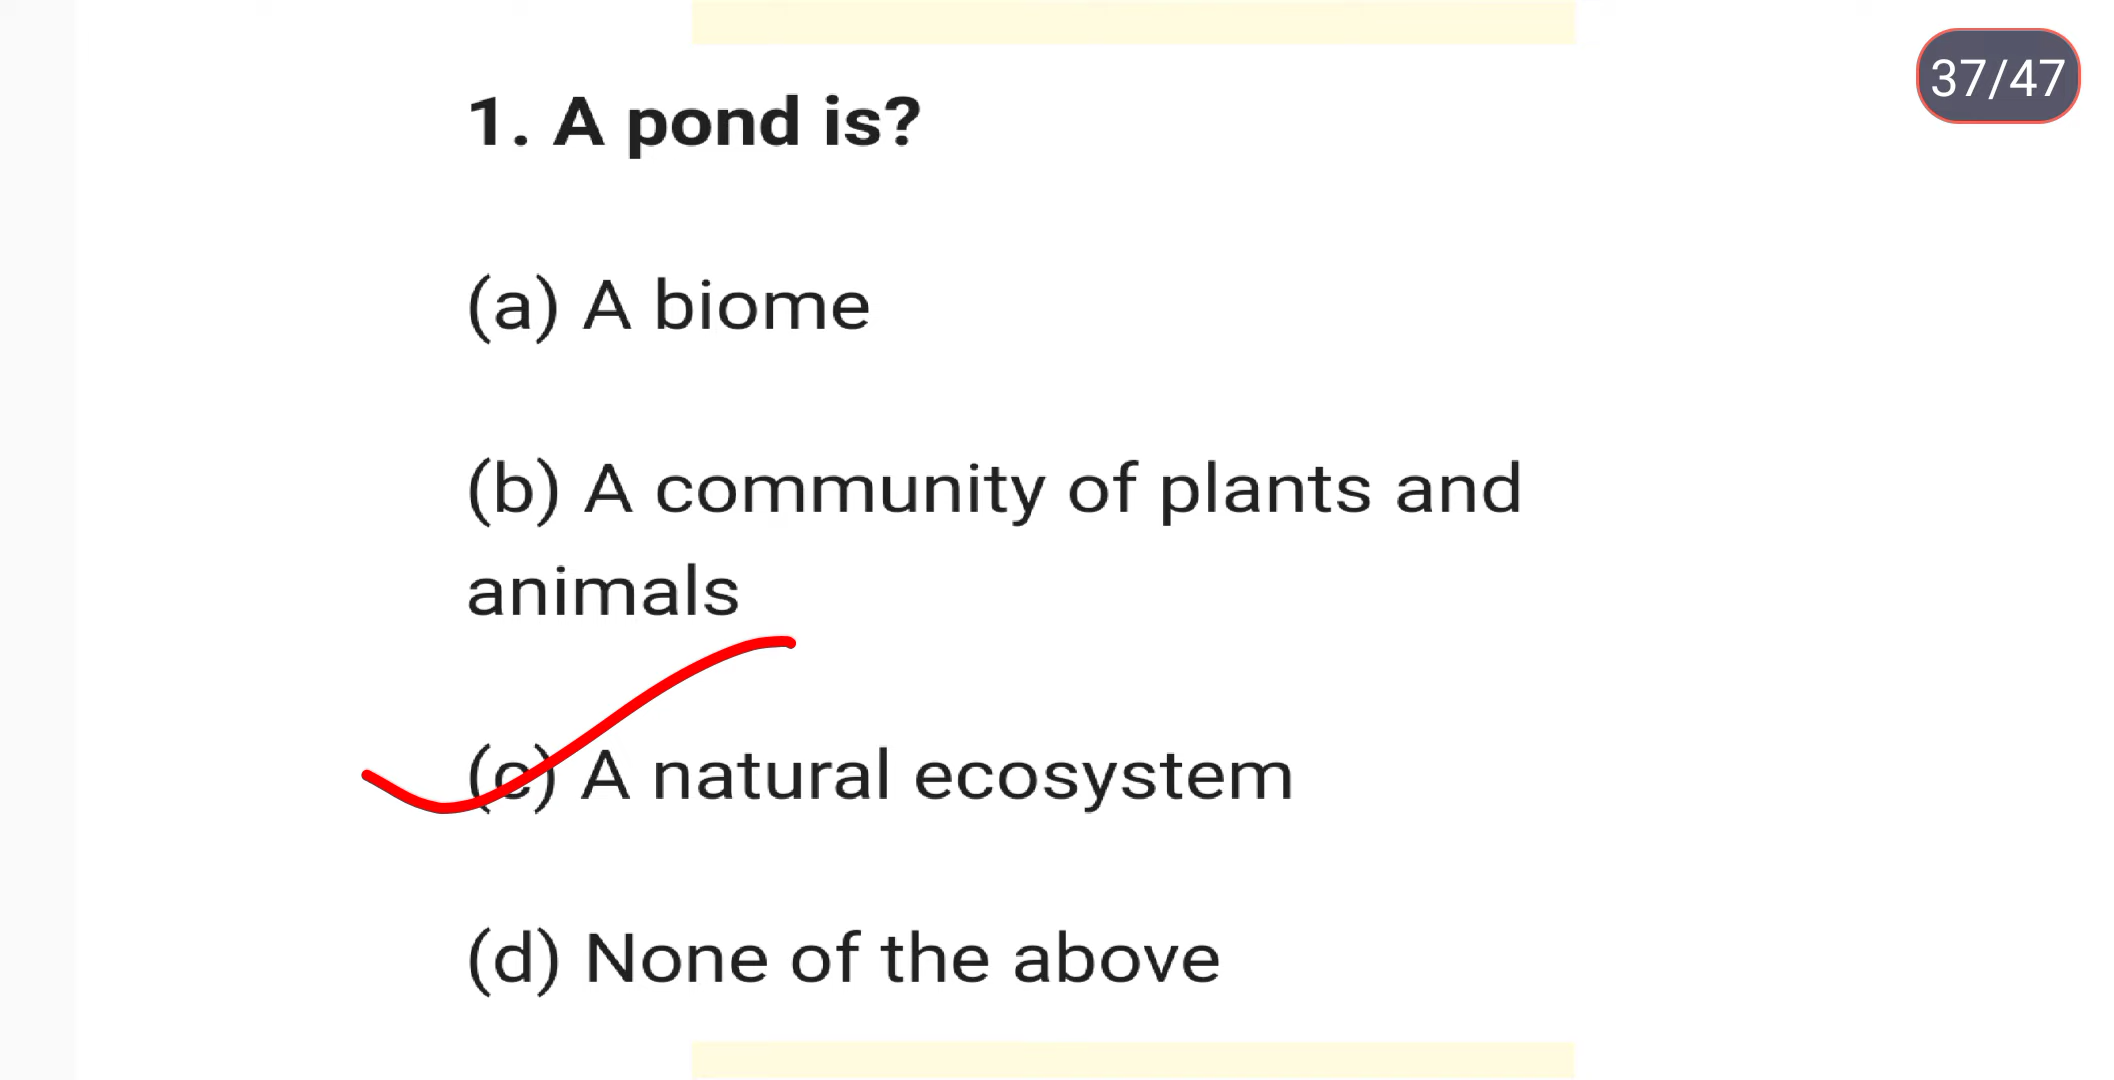 37/47
1. A pond is?
(a) A biome
(b) A community of plants and
animals
(c) A natural ecosystem
(d) None of the above